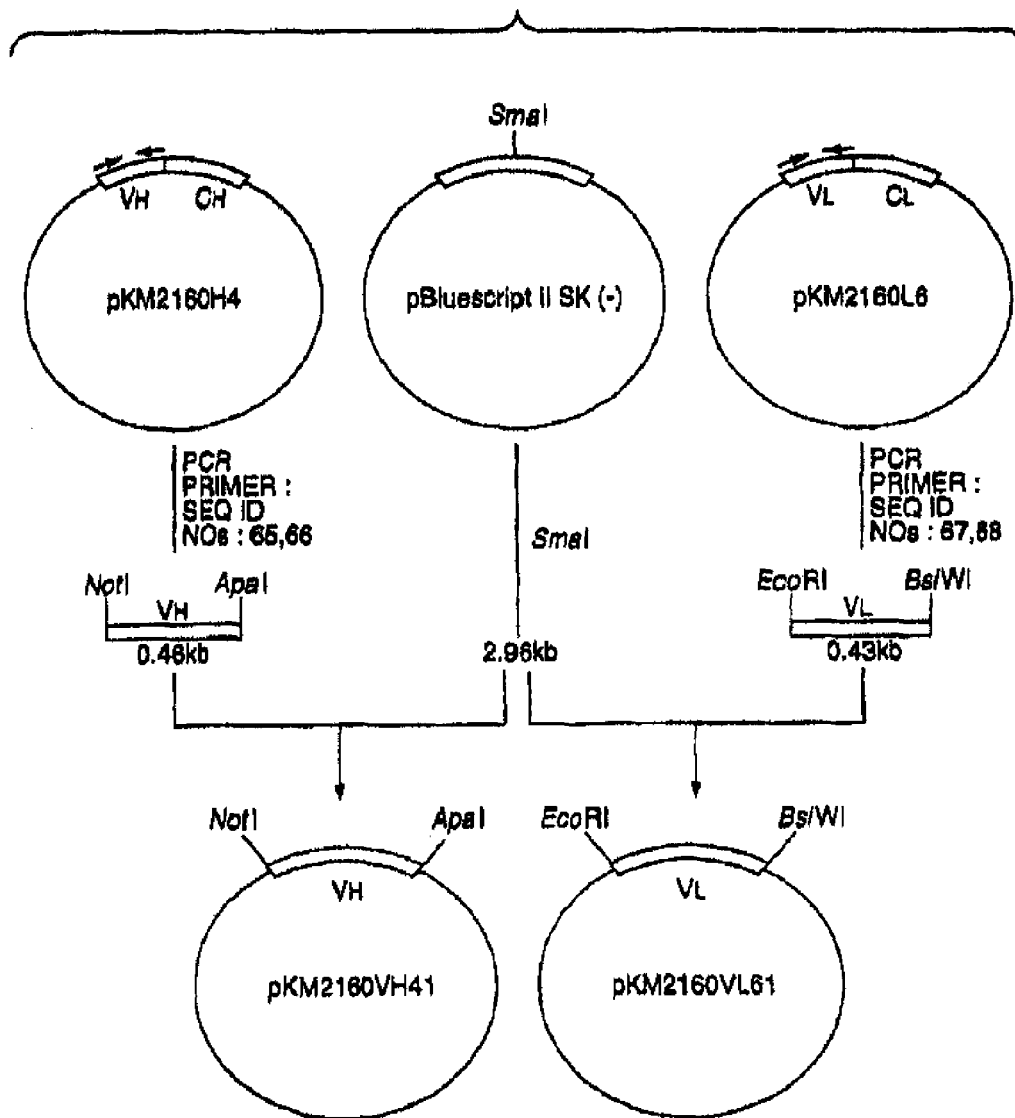 SmaI
VH CH
pKM2160H4
pBluescript II SK (-)
VL CL
pKM2160L6
PCR
PRIMER :
SEQ ID
NOs : 65,66
SmaI
PCR
PRIMER :
SEQ ID
NOs : 67,68
NotI ApaI
VH
0.46kb
2.96kb
EcoRI BsiWI
VL
0.43kb
NotI ApaI
VH
pKM2160VH41
EcoRI BsiWI
VL
pKM2160VL61